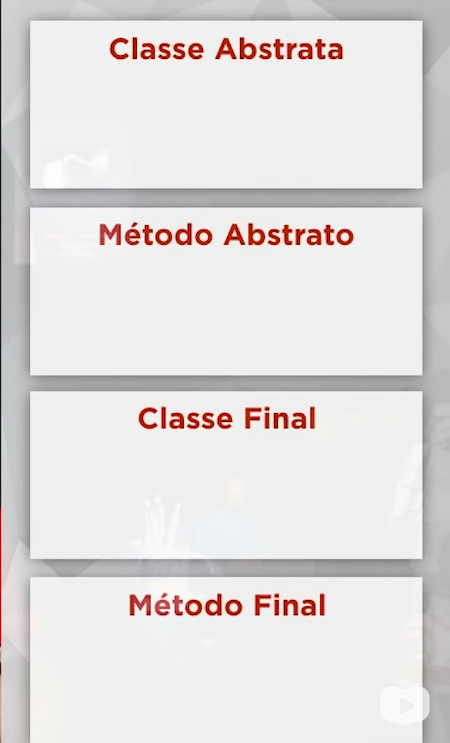 Classe Abstrata
Método Abstrato
Classe Final
Método Final